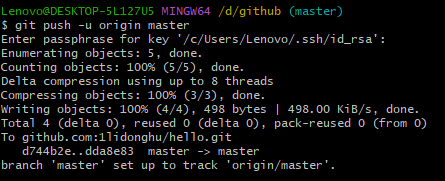 Lenovo@DESKTOP-5L127U5 MINGW64 /d/github (master)
$ git push -u origin master
Enter passphrase for key '/c/Users/Lenovo/.ssh/id_rsa':
Enumerating objects: 5, done.
Counting objects: 100% (5/5), done.
Delta compression using up to 8 threads
Compressing objects: 100% (3/3), done.
Writing objects: 100% (4/4), 498 bytes | 498.00 KiB/s, done.
Total 4 (delta 0), reused 0 (delta 0), pack-reused 0 (from 0)
To github.com:1lidonghu/hello.git
   d744b2e..dda8e83  master -> master
branch 'master' set up to track 'origin/master'.